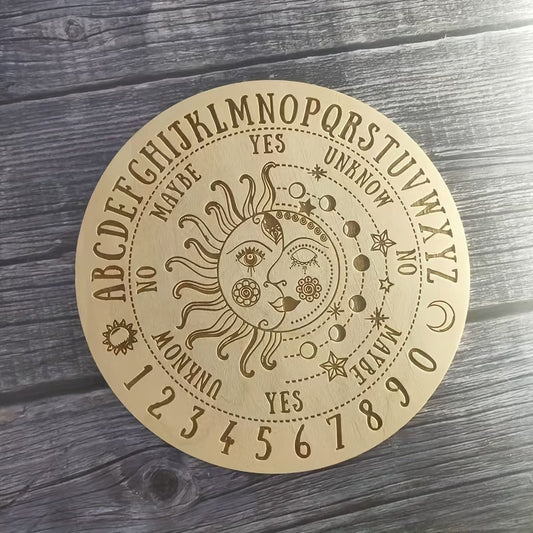 ABCDEFGHIJKLMNOPQRSTUVWXYZ
YES
UNKNOW
NO
MAYBE
YES
UNKNOW
NO
MAYBE
1234567890